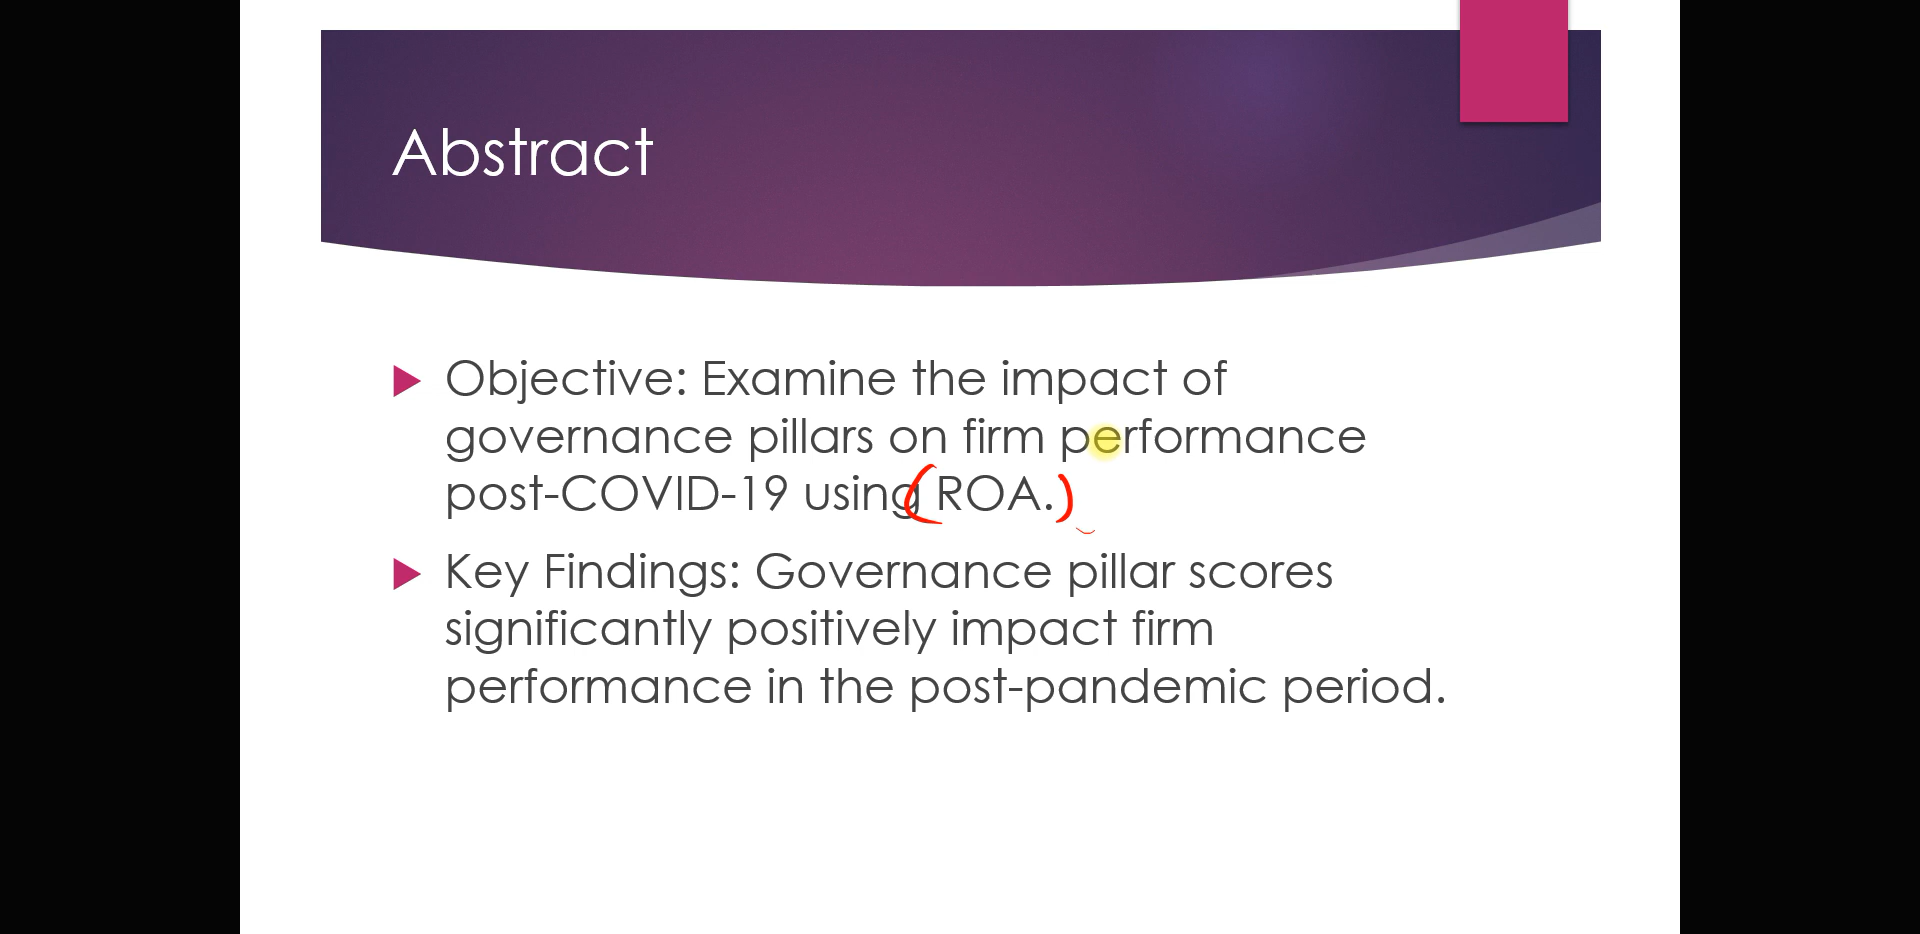 Abstract
Objective: Examine the impact of
governance pillars on firm performance
post-COVID-19 using (ROA.)
Key Findings: Governance pillar scores
significantly positively impact firm
performance in the post-pandemic period.